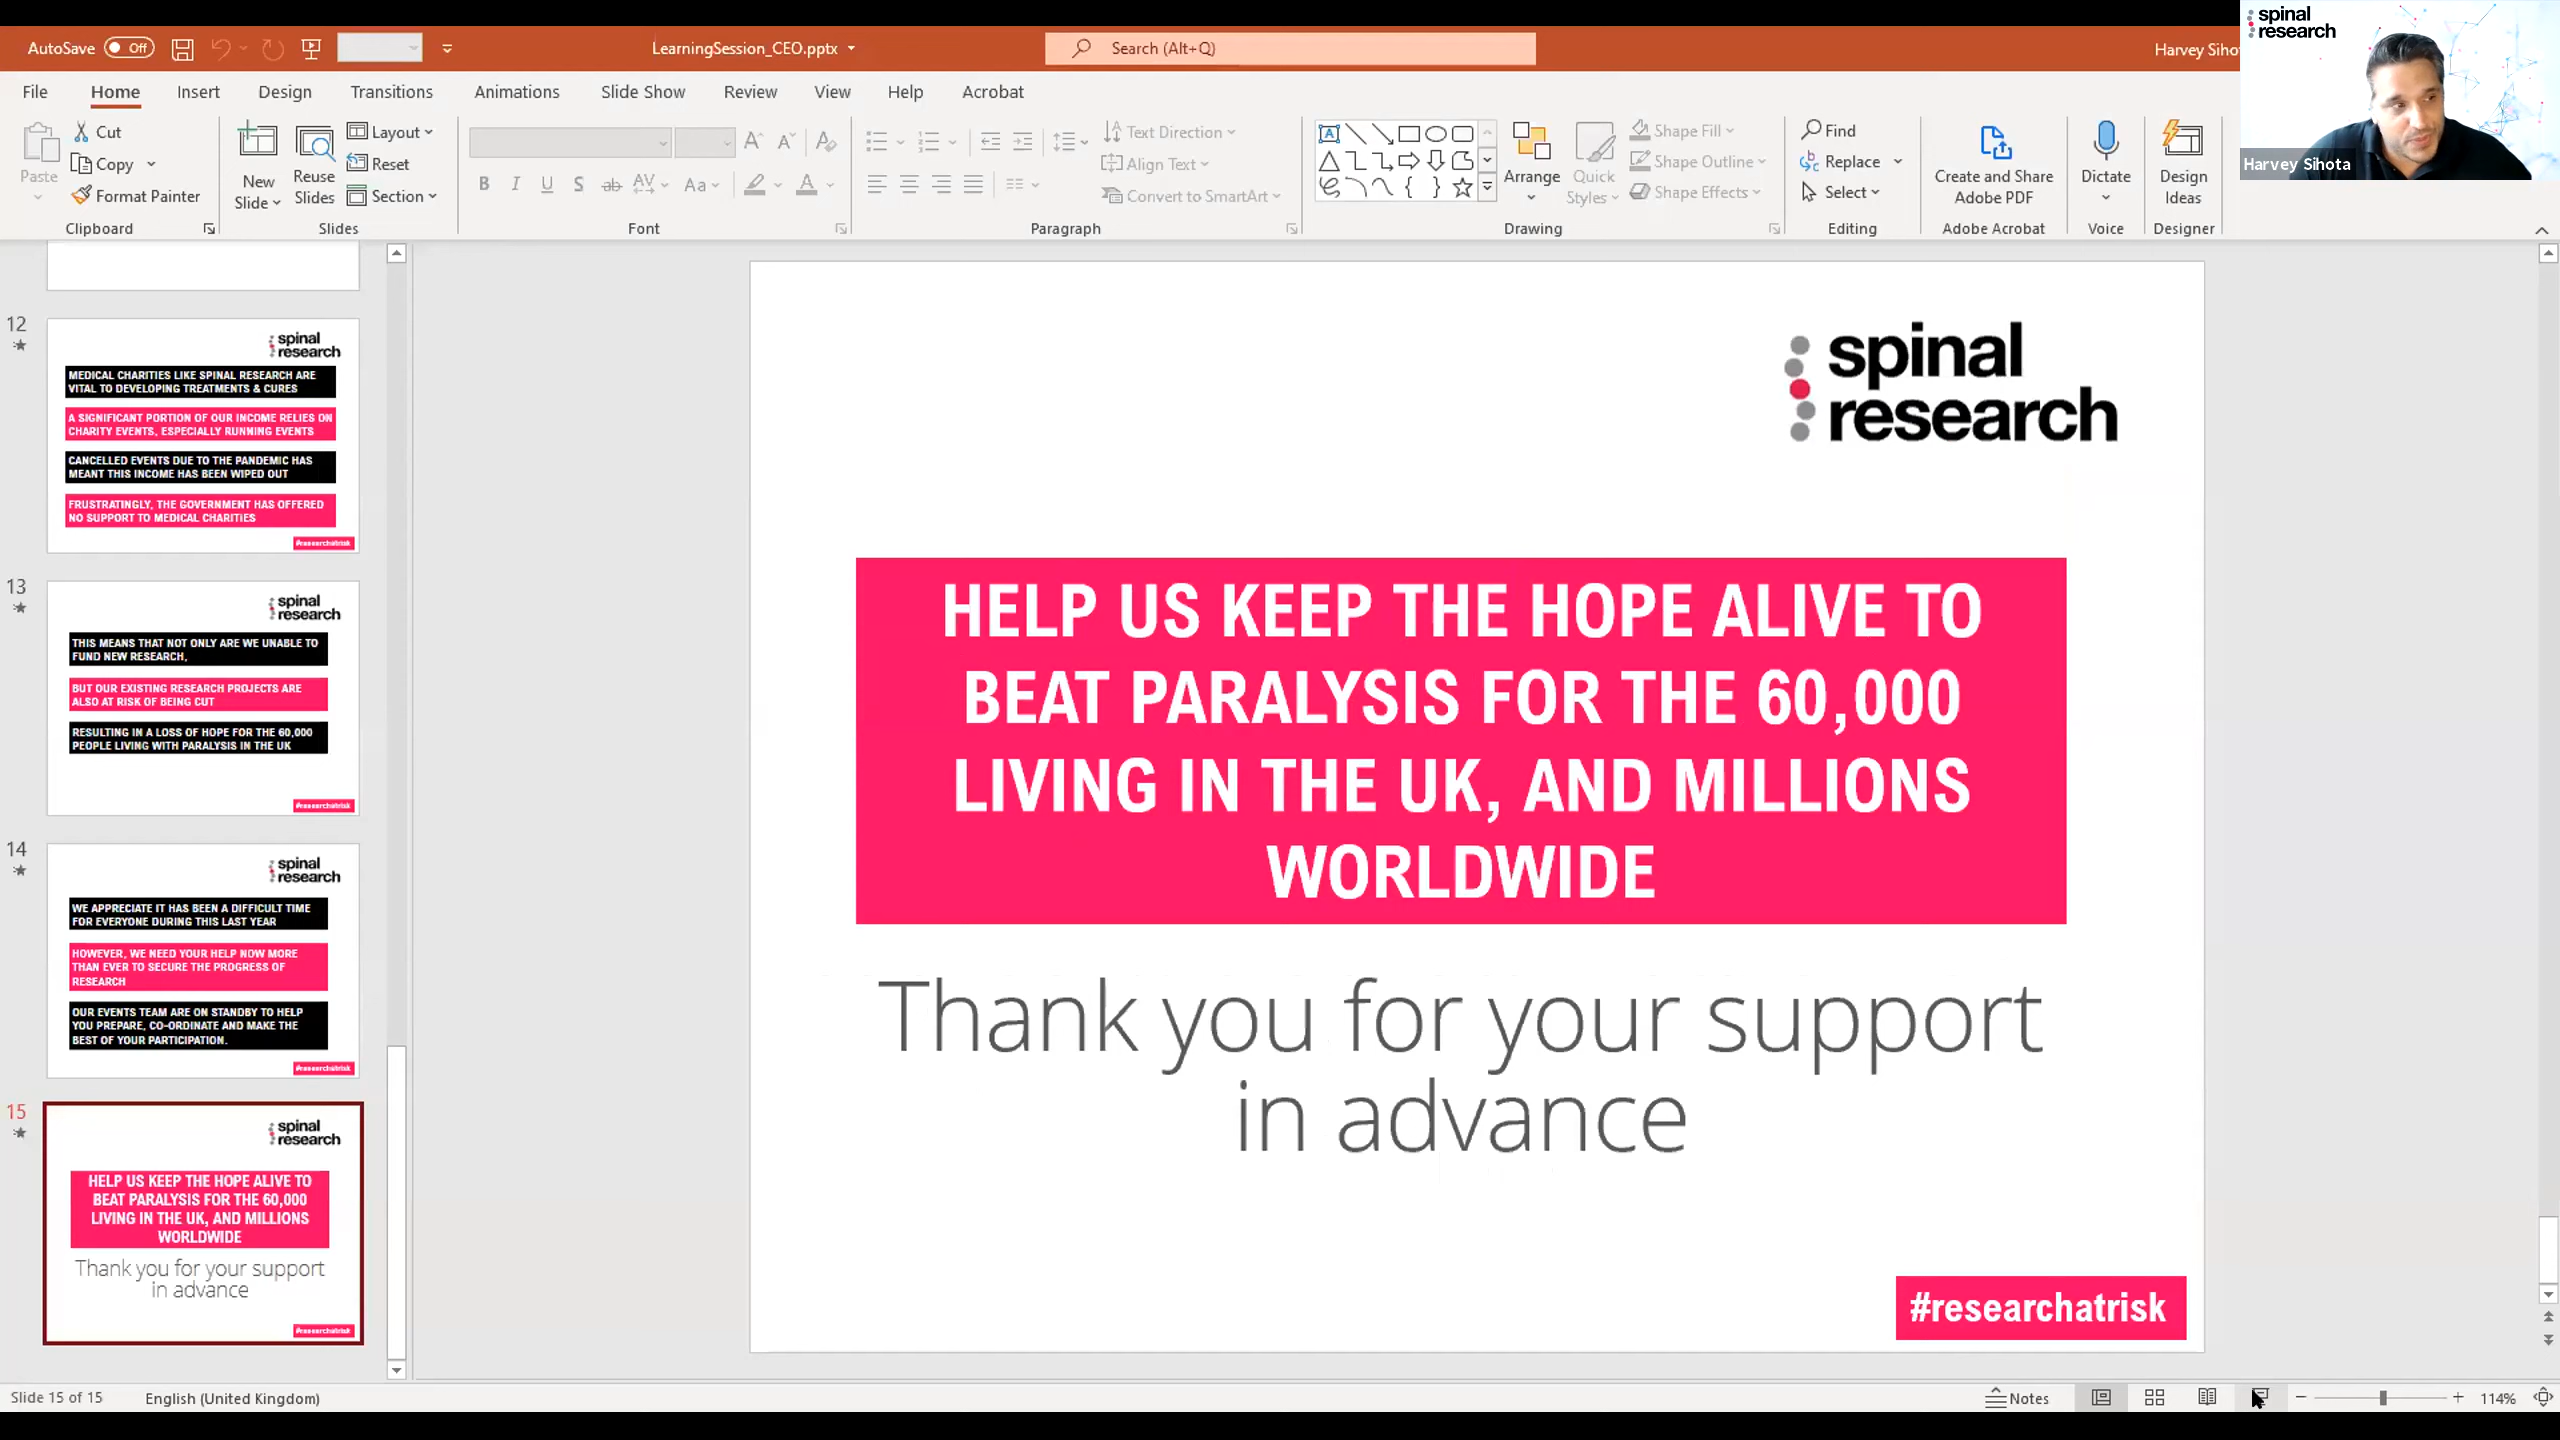 AutoSave Off
LearningSession_CEO.pptx
Search (Alt+Q)
Harvey Siho
spinal
research
Harvey Sihota
File
Home
Insert
Design
Transitions
Animations
Slide Show
Review
View
Help
Acrobat
Paste
Cut
Copy
Format Painter
Clipboard
New
Slide
Reuse
Slides
Layout
Reset
Section
Slides
Font
Text Direction
Align Text
Convert to SmartArt
Paragraph
Arrange
Quick
Styles
Shape Fill
Shape Outline
Shape Effects
Drawing
Find
Replace
Select
Editing
Create and Share
Adobe PDF
Adobe Acrobat
Dictate
Voice
Design
Ideas
Designer
12
spinal
research
MEDICAL CHARITIES LIKE SPINAL RESEARCH ARE
VITAL TO DEVELOPING TREATMENTS & CURES
A SIGNIFICANT PORTION OF OUR INCOME RELIES ON
CHARITY EVENTS, ESPECIALLY RUNNING EVENTS
CANCELLED EVENTS DUE TO THE PANDEMIC HAS
MEANT THIS INCOME HAS BEEN WIPED OUT
FRUSTRATINGLY, THE GOVERNMENT HAS OFFERED
NO SUPPORT TO MEDICAL CHARITIES
#researchatrisk
13
spinal
research
THIS MEANS THAT NOT ONLY ARE WE UNABLE TO
FUND NEW RESEARCH,
BUT OUR EXISTING RESEARCH PROJECTS ARE
ALSO AT RISK OF BEING CUT
RESULTING IN A LOSS OF HOPE FOR THE 60,000
PEOPLE LIVING WITH PARALYSIS IN THE UK
#researchatrisk
14
spinal
research
WE APPRECIATE IT HAS BEEN A DIFFICULT TIME
FOR EVERYONE DURING THIS LAST YEAR
HOWEVER, WE NEED YOUR HELP NOW MORE
THAN EVER TO SECURE THE PROGRESS OF
RESEARCH
OUR EVENTS TEAM ARE ON STANDBY TO HELP
YOU PREPARE, CO-ORDINATE AND MAKE THE
BEST OF YOUR PARTICIPATION.
#researchatrisk
15
spinal
research
HELP US KEEP THE HOPE ALIVE TO
BEAT PARALYSIS FOR THE 60,000
LIVING IN THE UK, AND MILLIONS
WORLDWIDE
Thank you for your support
in advance
#researchatrisk
spinal
research
HELP US KEEP THE HOPE ALIVE TO
BEAT PARALYSIS FOR THE 60,000
LIVING IN THE UK, AND MILLIONS
WORLDWIDE
Thank you for your support
in advance
#researchatrisk
Slide 15 of 15
English (United Kingdom)
Notes
114%